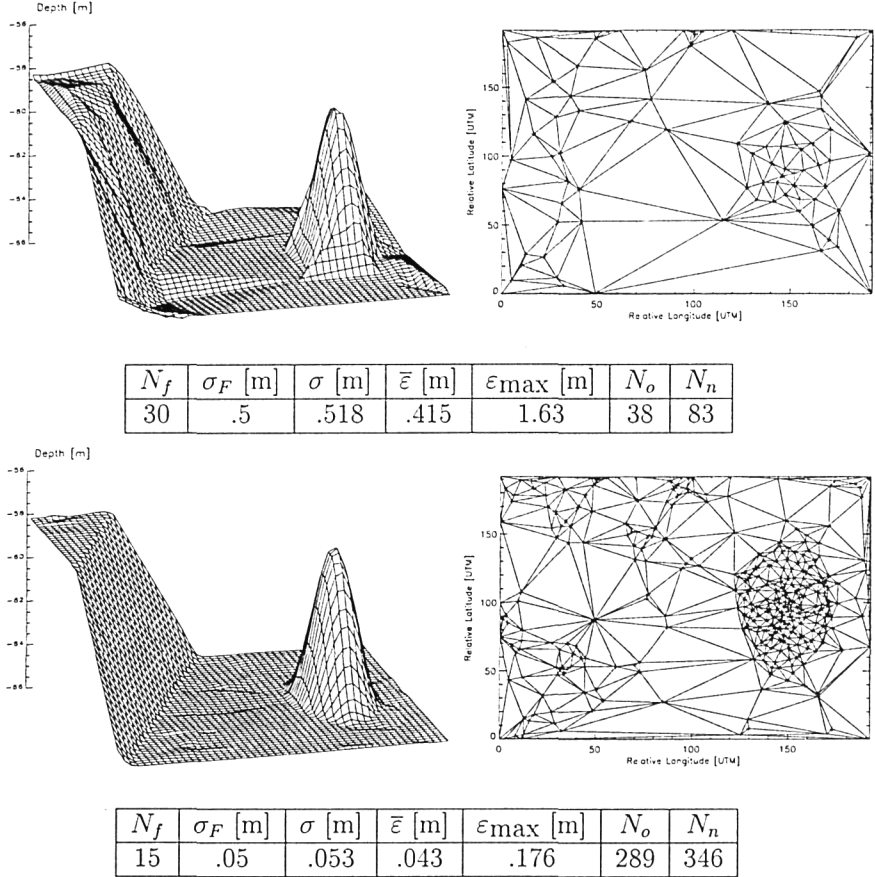 Depth [m]
-56
-58
-60
-62
-64
-66
Relative Latitude [UTM]
150
100
50
0
0 50 100 150
Relative Longitude [UTM]
N_f σ_F [m] σ [m] ε̅ [m] ε_max [m] N_o N_n
30 .5 .518 .415 1.63 38 83
Depth [m]
-56
-58
-60
-62
-64
-66
Relative Latitude [UTM]
150
100
50
0
0 50 100 150
Relative Longitude [UTM]
N_f σ_F [m] σ [m] ε̅ [m] ε_max [m] N_o N_n
15 .05 .053 .043 .176 289 346